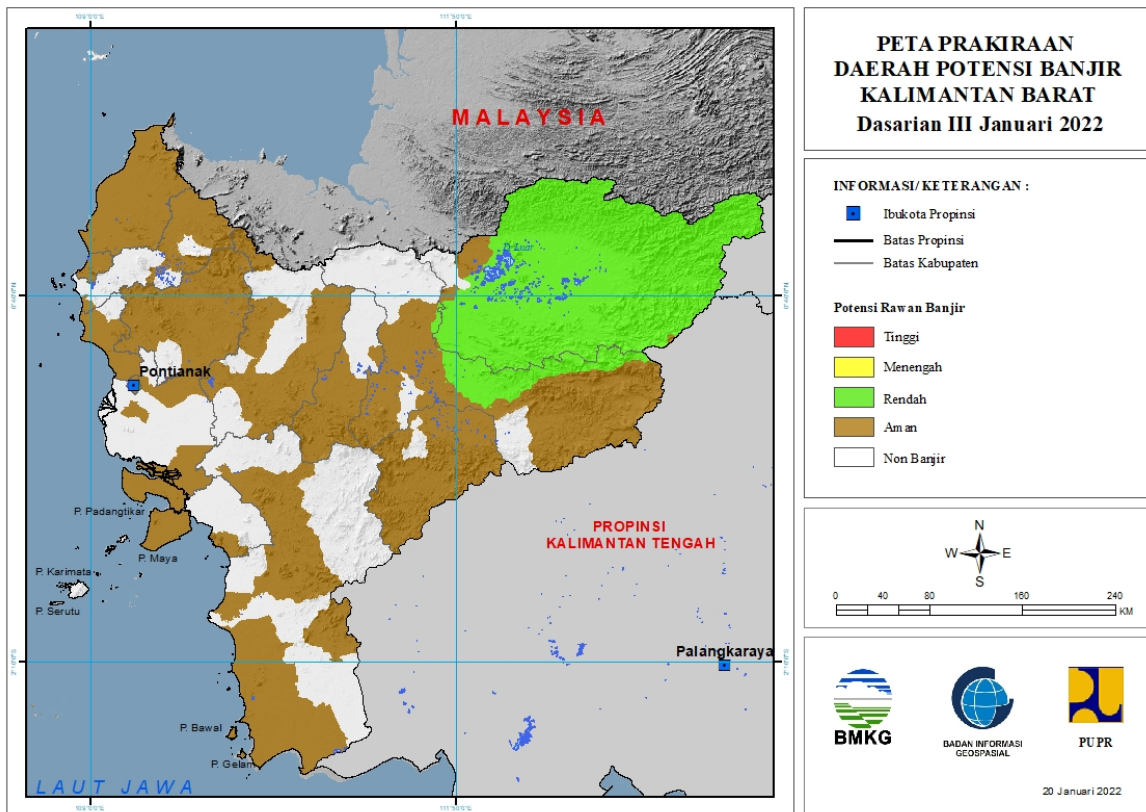 PETA PRAKIRAAN
DAERAH POTENSI BANJIR
KALIMANTAN BARAT
Dasarian III Januari 2022
INFORMASI/ KETERANGAN :
Ibukota Propinsi
Batas Propinsi
Batas Kabupaten
Potensi Rawan Banjir
Tinggi
Menengah
Rendah
Aman
Non Banjir
N
W E
S
0 40 80 160 240
KM
BMKG
BADAN INFORMASI
GEOSPASIAL
PUPR
20 Januari 2022
MALAYSIA
Pontianak
P. Padangtikar
P. Maya
P. Karimata
P. Serutu
PROPINSI
KALIMANTAN TENGAH
Palangkaraya
P. Bawal
P. Gelam
LAUT JAWA